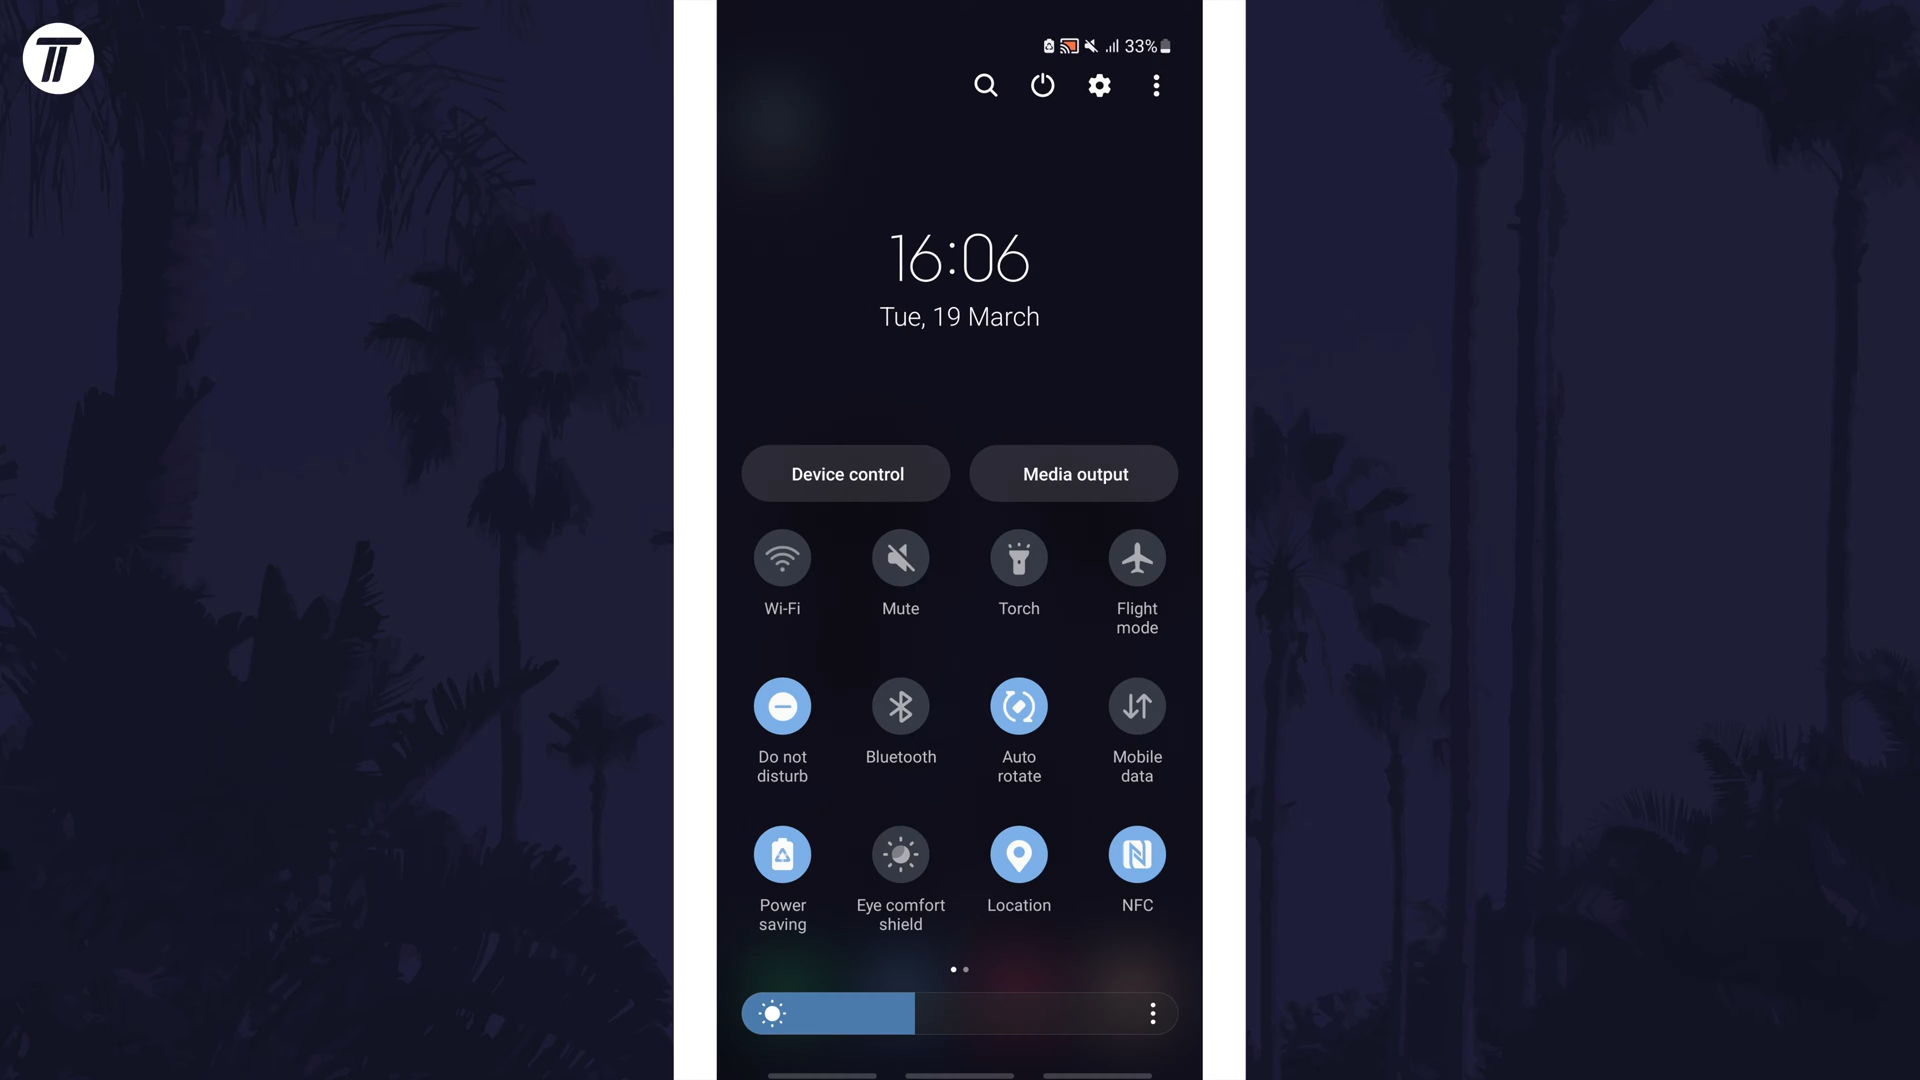 33%
16:06
Tue, 19 March
Device control
Media output
Wi-Fi
Mute
Torch
Flight
mode
Do not
disturb
Bluetooth
Auto
rotate
Mobile
data
Power
saving
Eye comfort
shield
Location
NFC